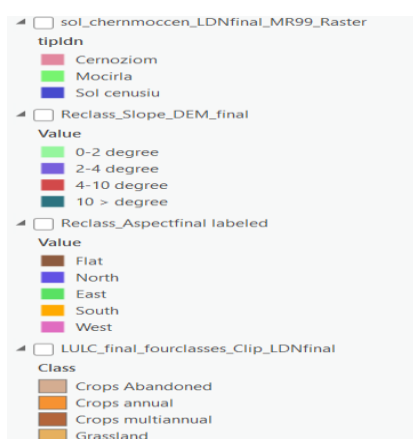 sol_chernmoccen_LDNfinal_MR99_Raster
tipldn
Cernoziom
Mocirla
Sol cenusiu
Reclass_Slope_DEM_final
Value
0-2 degree
2-4 degree
4-10 degree
10 > degree
Reclass_Aspectfinal labeled
Value
Flat
North
East
South
West
LULC_final_fourclasses_Clip_LDNfinal
Class
Crops Abandoned
Crops annual
Crops multiannual
Grassland